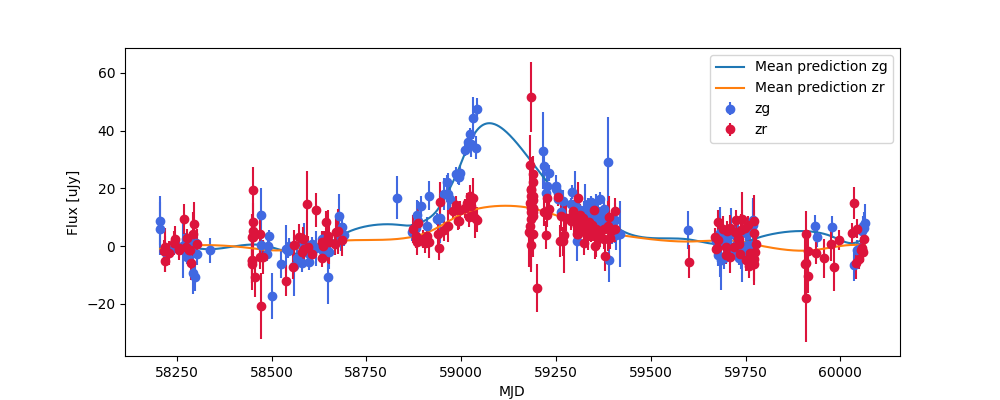 60
40
20
0
−20
Flux [uJy]
58250 58500 58750 59000 59250 59500 59750 60000
MJD
Mean prediction zg
Mean prediction zr
zg
zr